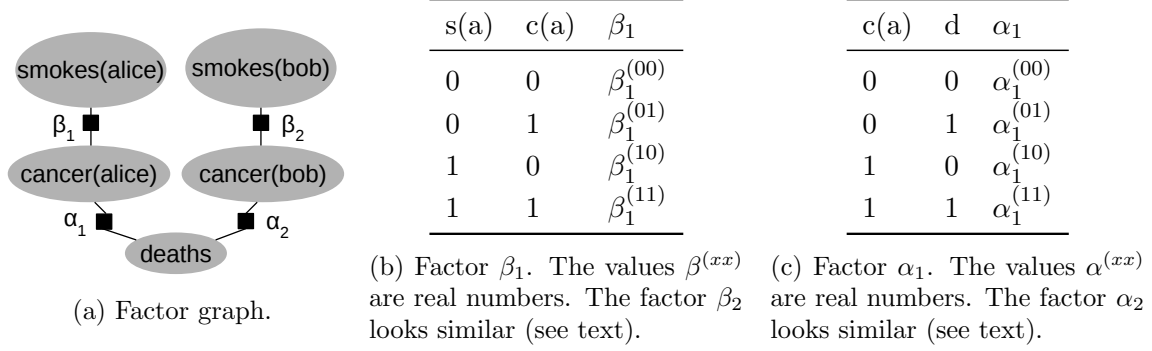 smokes(alice) smokes(bob)
β₁ β₂
cancer(alice) cancer(bob)
α₁ α₂
deaths
(a) Factor graph.
s(a) c(a) β₁
0 0 β₁^(00)
0 1 β₁^(01)
1 0 β₁^(10)
1 1 β₁^(11)
(b) Factor β₁. The values β^(xx)
are real numbers. The factor β₂
looks similar (see text).
c(a) d α₁
0 0 α₁^(00)
0 1 α₁^(01)
1 0 α₁^(10)
1 1 α₁^(11)
(c) Factor α₁. The values α^(xx)
are real numbers. The factor α₂
looks similar (see text).